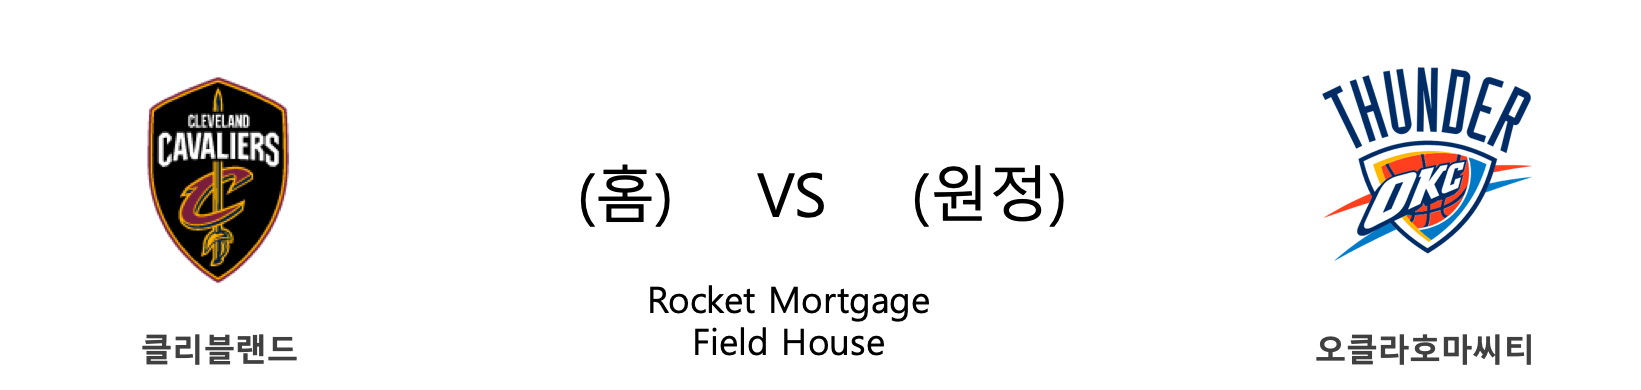 CLEVELAND
CAVALIERS
C
클리블랜드
(홈) VS (원정)
Rocket Mortgage
Field House
THUNDER
OKC
오클라호마씨티